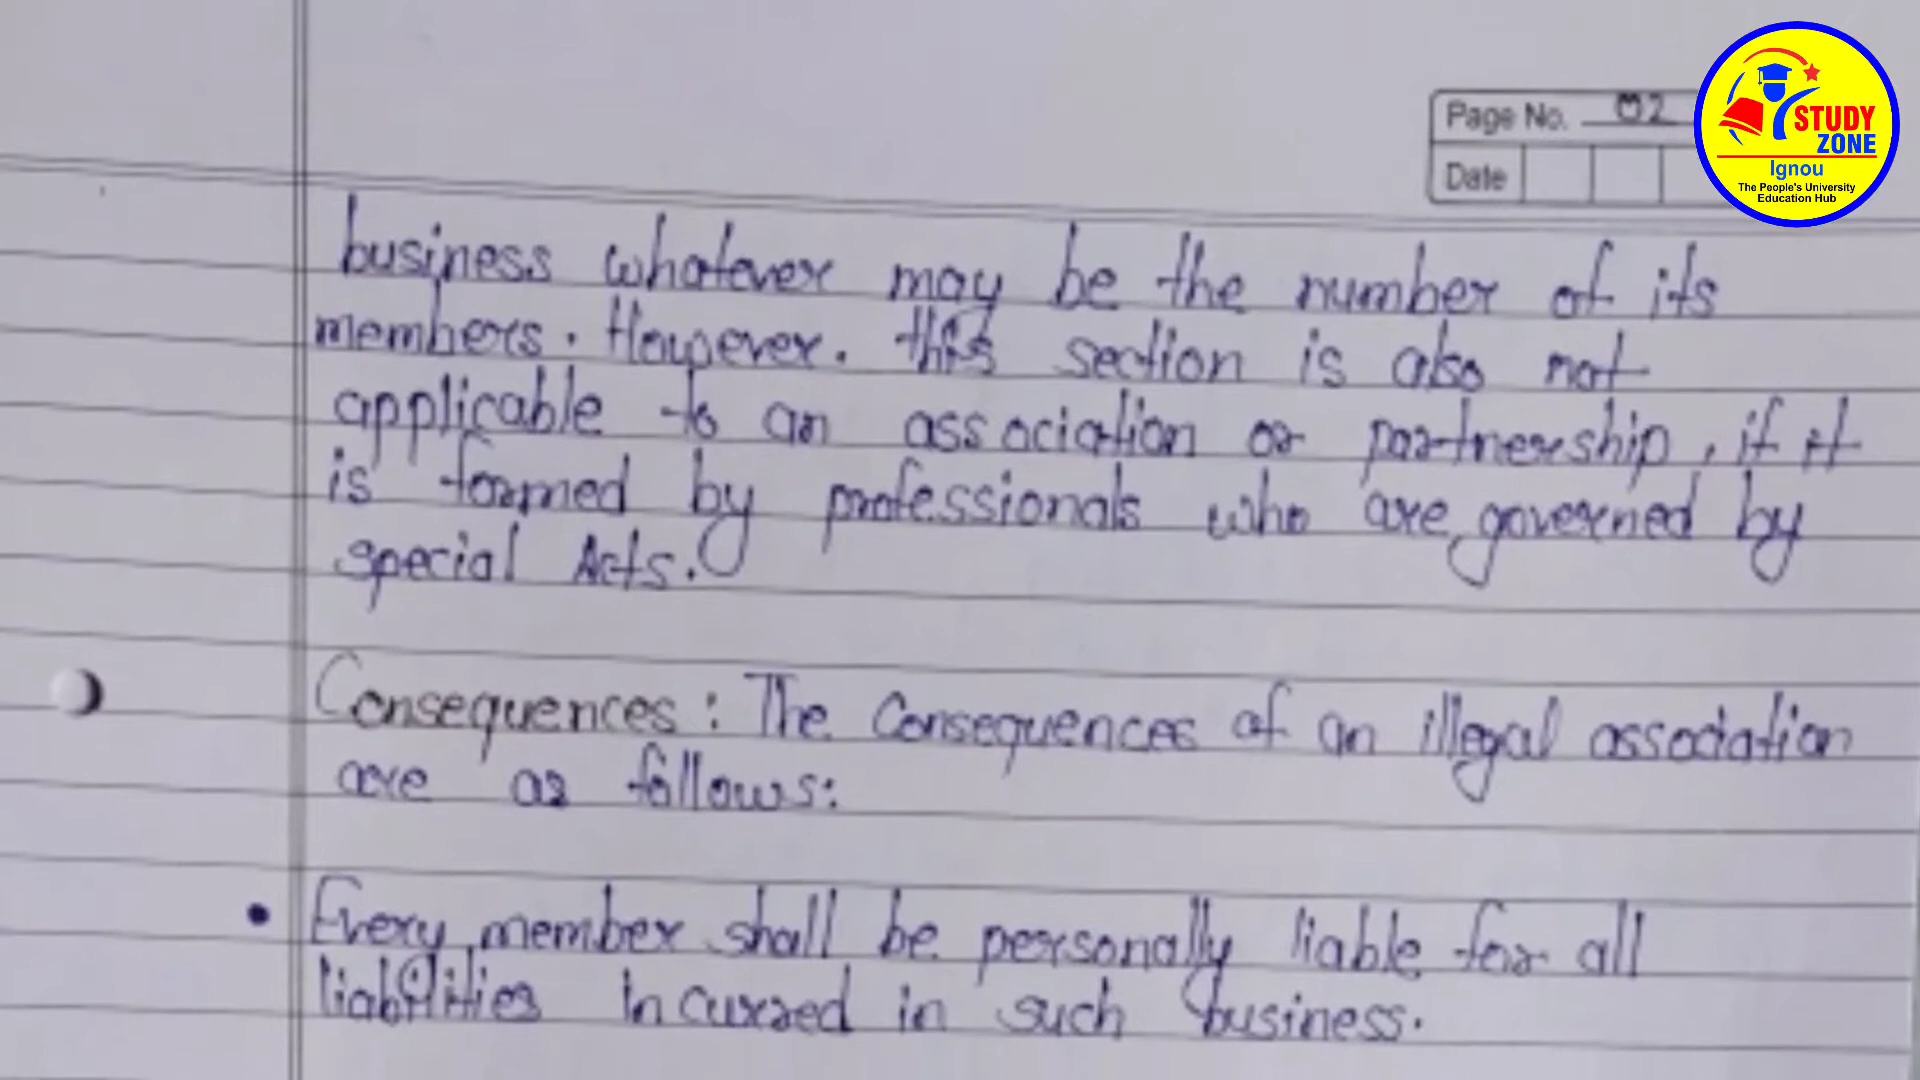 Page No. 02
Date
STUDY
ZONE
Ignou
The People's University
Education Hub
business whatever may be the number of its
members. However. this section is also not
applicable to an association or partnership, if it
is formed by professionals who are governed by
special Acts.
Consequences: The Consequences of an illegal association
are as follows:
• Every member shall be personally liable for all
liabilities incurred in such business.